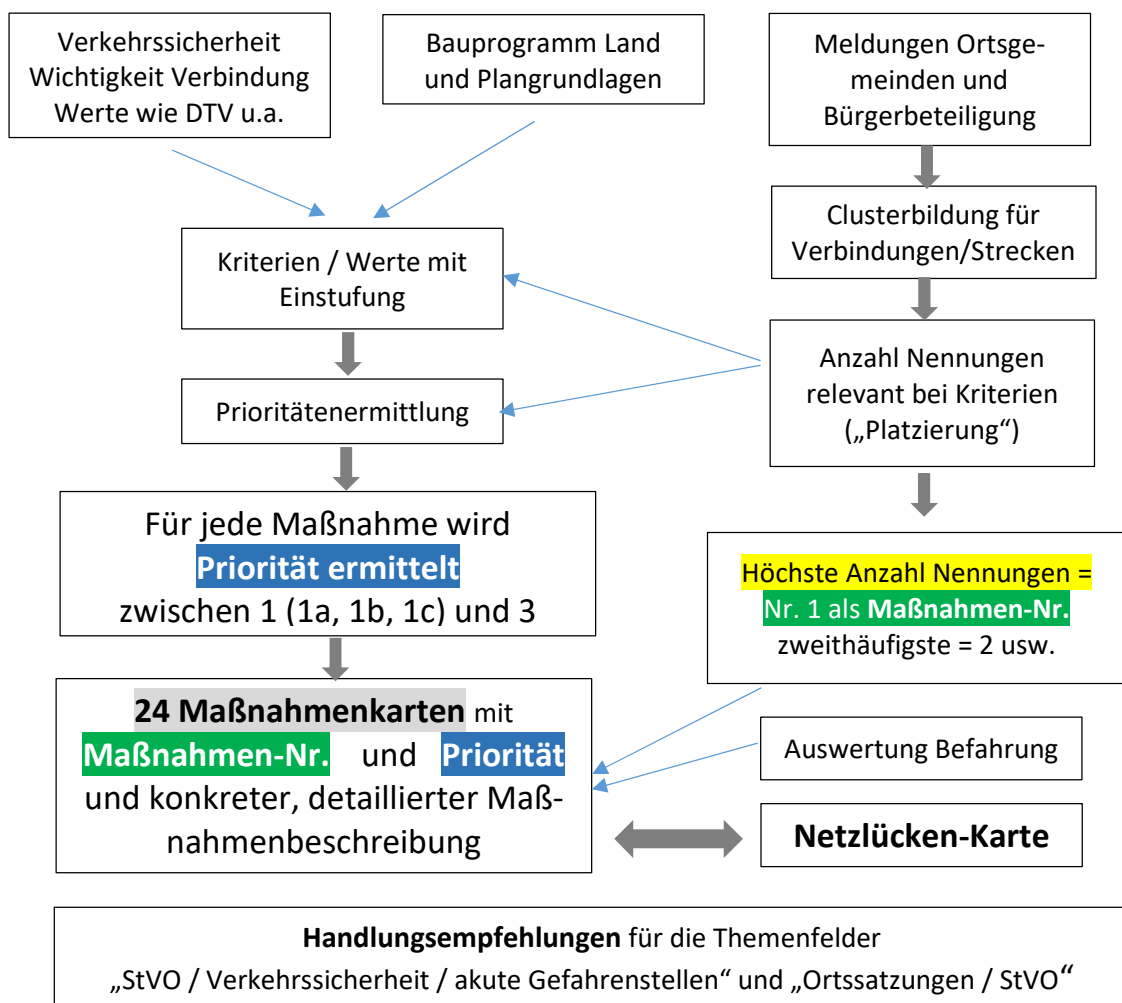 Verkehrssicherheit
Wichtigkeit Verbindung
Werte wie DTV u.a.
Bauprogramm Land
und Plangrundlagen
Meldungen Ortsge-
meinden und
Bürgerbeteiligung
Clusterbildung für
Verbindungen/Strecken
Kriterien / Werte mit
Einstufung
Anzahl Nennungen
relevant bei Kriterien
(„Platzierung“)
Prioritätenermittlung
Für jede Maßnahme wird
Priorität ermittelt
zwischen 1 (1a, 1b, 1c) und 3
Höchste Anzahl Nennungen =
Nr. 1 als Maßnahmen-Nr.
zweithäufigste = 2 usw.
24 Maßnahmenkarten mit
Maßnahmen-Nr. und Priorität
und konkreter, detaillierter Maß-
nahmenbeschreibung
Auswertung Befahrung
Netzlücken-Karte
Handlungsempfehlungen für die Themenfelder
„StVO / Verkehrssicherheit / akute Gefahrenstellen“ und „Ortssatzungen / StVO“